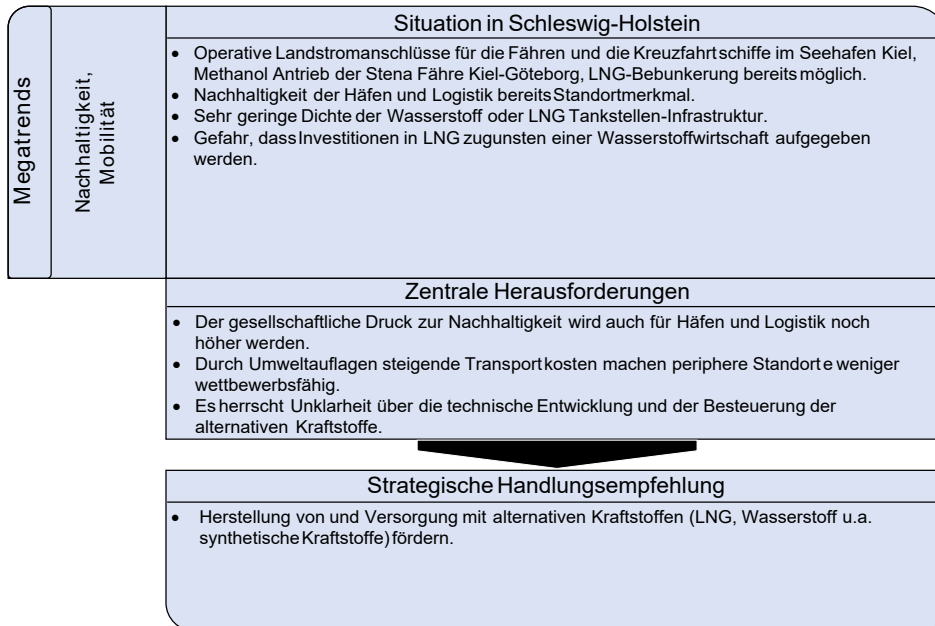 Megatrends
Nachhaltigkeit,
Mobilität
Situation in Schleswig-Holstein
• Operative Landstromanschlüsse für die Fähren und die Kreuzfahrtschiffe im Seehafen Kiel,
Methanol Antrieb der Stena Fähre Kiel-Göteborg, LNG-Bebunkerung bereits möglich.
• Nachhaltigkeit der Häfen und Logistik bereits Standortmerkmal.
• Sehr geringe Dichte der Wasserstoff oder LNG Tankstellen-Infrastruktur.
• Gefahr, dass Investitionen in LNG zugunsten einer Wasserstoffwirtschaft aufgegeben
werden.
Zentrale Herausforderungen
• Der gesellschaftliche Druck zur Nachhaltigkeit wird auch für Häfen und Logistik noch
höher werden.
• Durch Umweltauflagen steigende Transportkosten machen periphere Standorte weniger
wettbewerbsfähig.
• Es herrscht Unklarheit über die technische Entwicklung und der Besteuerung der
alternativen Kraftstoffe.
Strategische Handlungsempfehlung
• Herstellung von und Versorgung mit alternativen Kraftstoffen (LNG, Wasserstoff u.a.
synthetische Kraftstoffe) fördern.